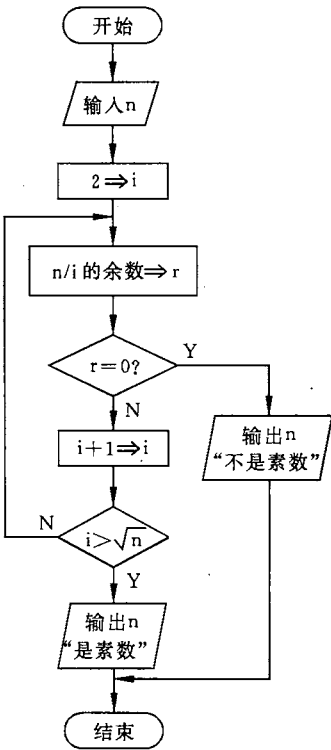 开始
输入n
2⇒i
n/i的余数⇒r
r=0?
Y
N
i+1⇒i
输出n
“不是素数”
N
i>√n
Y
输出n
“是素数”
结束